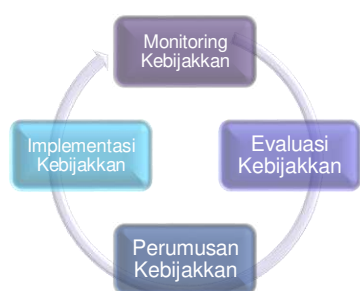 Monitoring
Kebijakkan
Evaluasi
Kebijakkan
Perumusan
Kebijakkan
Implementasi
Kebijakkan